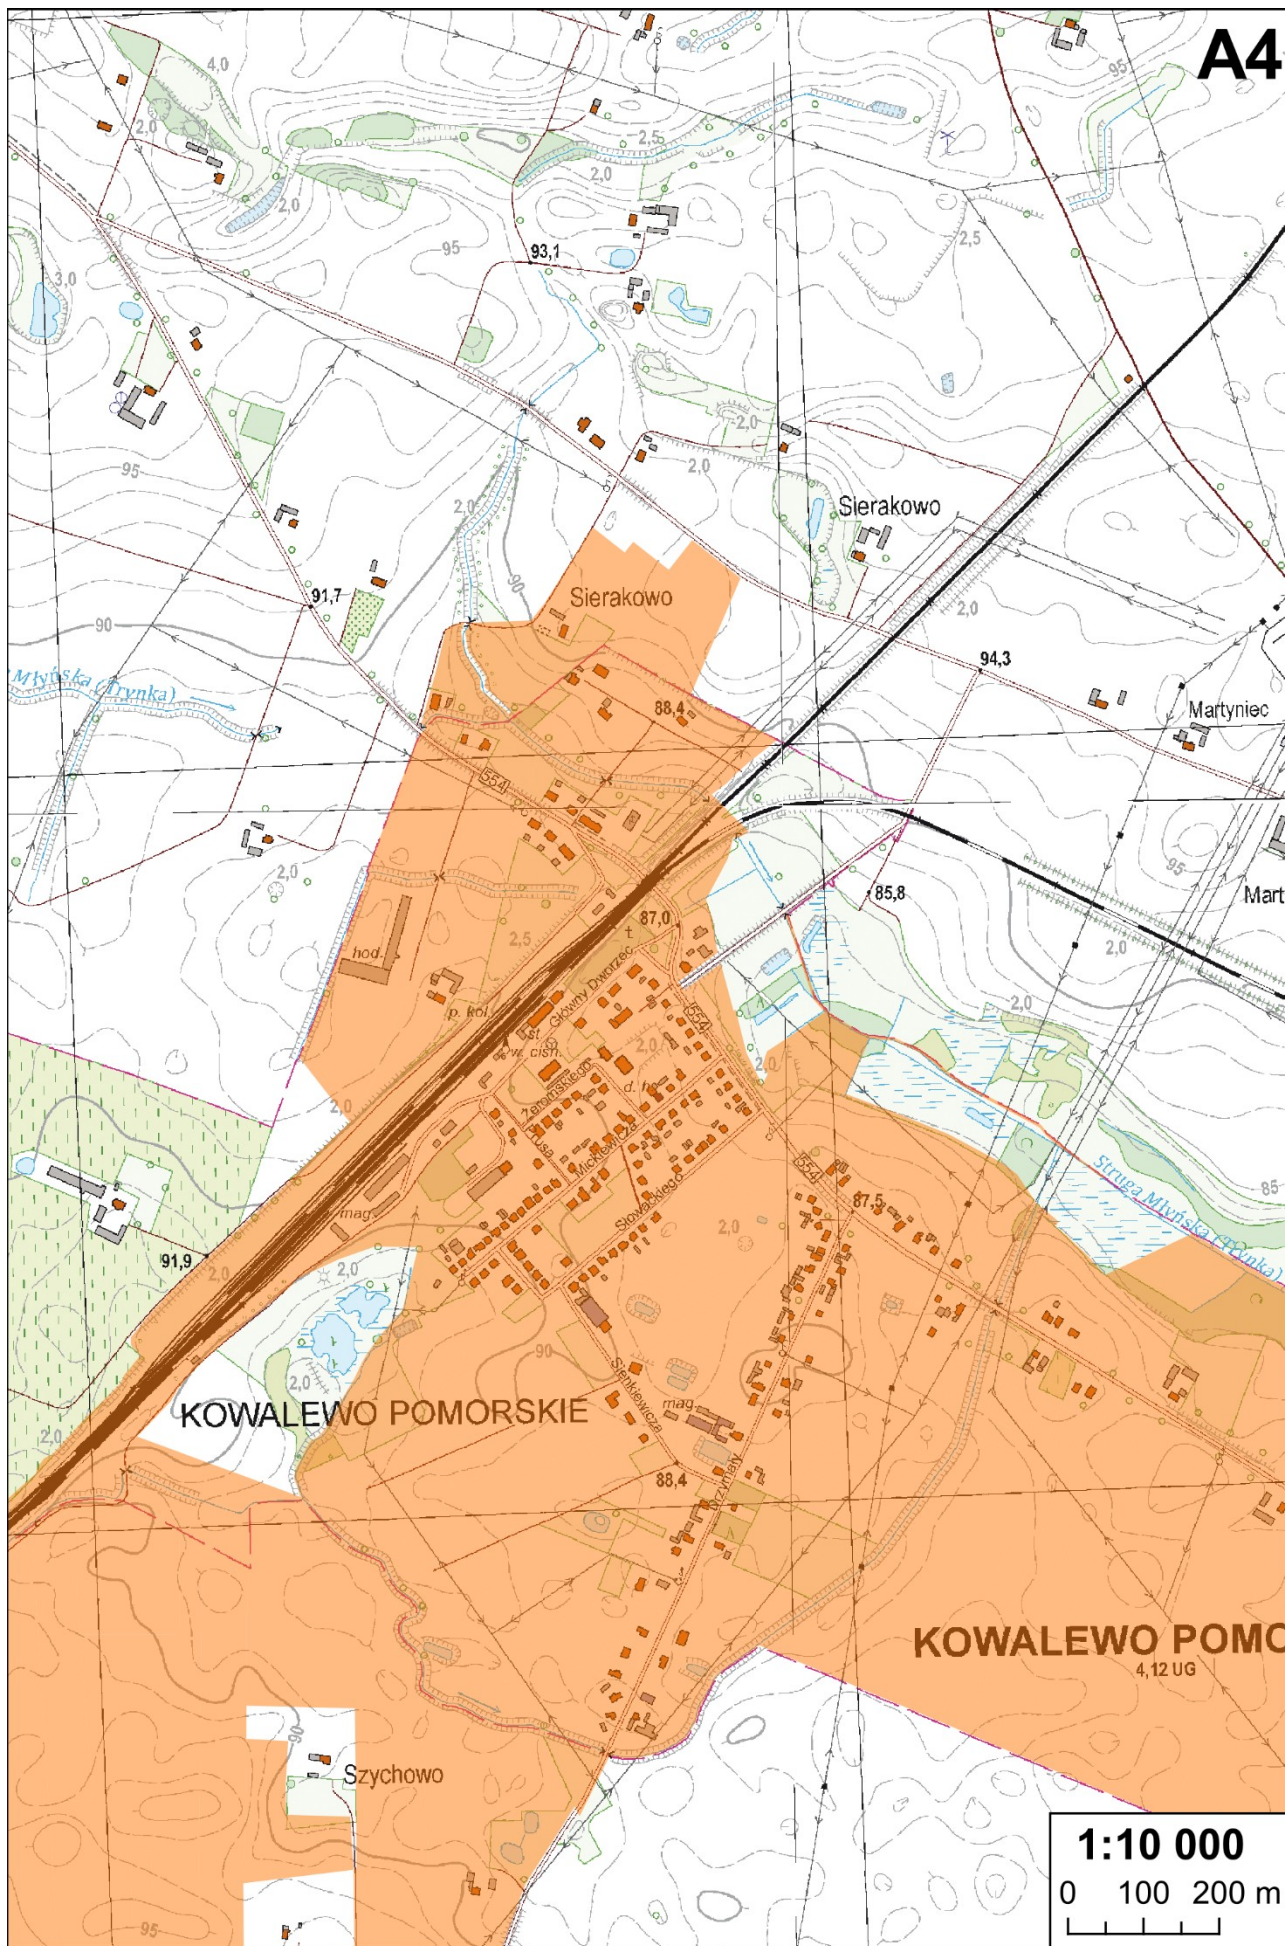 A4
4,0
2,0
2,5
2,0
95
2,0
2,5
93,1
95
3,0
2,0
95
2,0
2,0
Sierakowo
90
Sierakowo
2,0
91,7
90
94,3
Młyńska (Trynka)
88,4
Martyniec
554
95
2,0
85,8
Mart
87,0
2,5
t
hod.
Główny Dworzec
2,0
p. kol.
554
2,0
st.
w. ciśn.
2,0
2,0
Żeromskiego
d. h.
2,0
Prusa
Mickiewicza
554
Struga Młyńska (Trynka)
85
Słowackiego
87,5
mag.
2,0
91,9
2,0
2,0
90
2,0
Sienkiewicza
KOWALEWO POMORSKIE
mag.
2,0
88,4
Drzymały
KOWALEWO POMO
4,12 UG
90
Szychowo
95
1:10 000
0 100 200 m